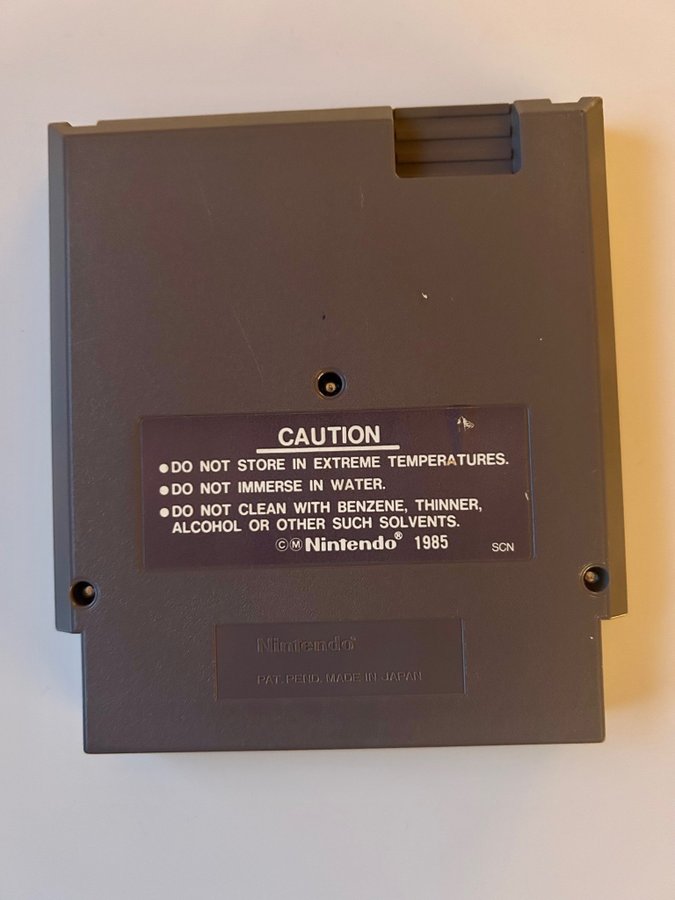 CAUTION
●DO NOT STORE IN EXTREME TEMPERATURES.
●DO NOT IMMERSE IN WATER.
●DO NOT CLEAN WITH BENZENE, THINNER,
ALCOHOL OR OTHER SUCH SOLVENTS.
ⒸⓂNintendo® 1985 SCN
Nintendo®
PAT. PEND. MADE IN JAPAN